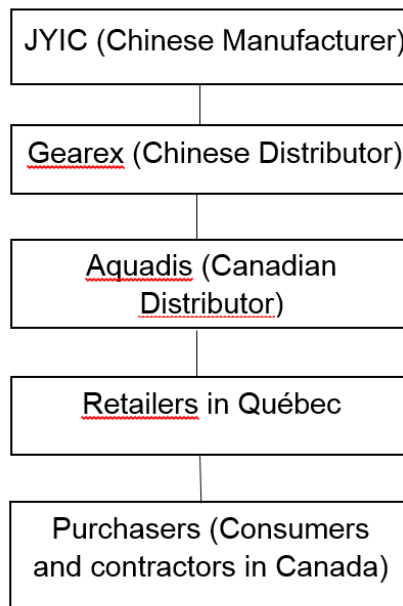 JYIC (Chinese Manufacturer)
Gearex (Chinese Distributor)
Aquadis (Canadian
Distributor)
Retailers in Québec
Purchasers (Consumers
and contractors in Canada)